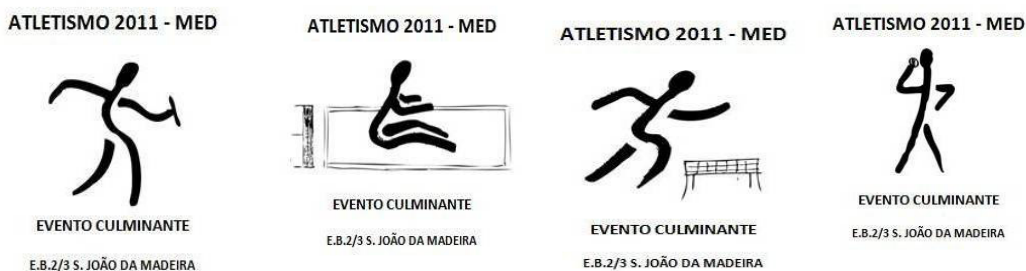 ATLETISMO 2011 - MED
EVENTO CULMINANTE
E.B.2/3 S. JOÃO DA MADEIRA
ATLETISMO 2011 - MED
EVENTO CULMINANTE
E.B.2/3 S. JOÃO DA MADEIRA
ATLETISMO 2011 - MED
EVENTO CULMINANTE
E.B.2/3 S. JOÃO DA MADEIRA
ATLETISMO 2011 - MED
EVENTO CULMINANTE
E.B.2/3 S. JOÃO DA MADEIRA